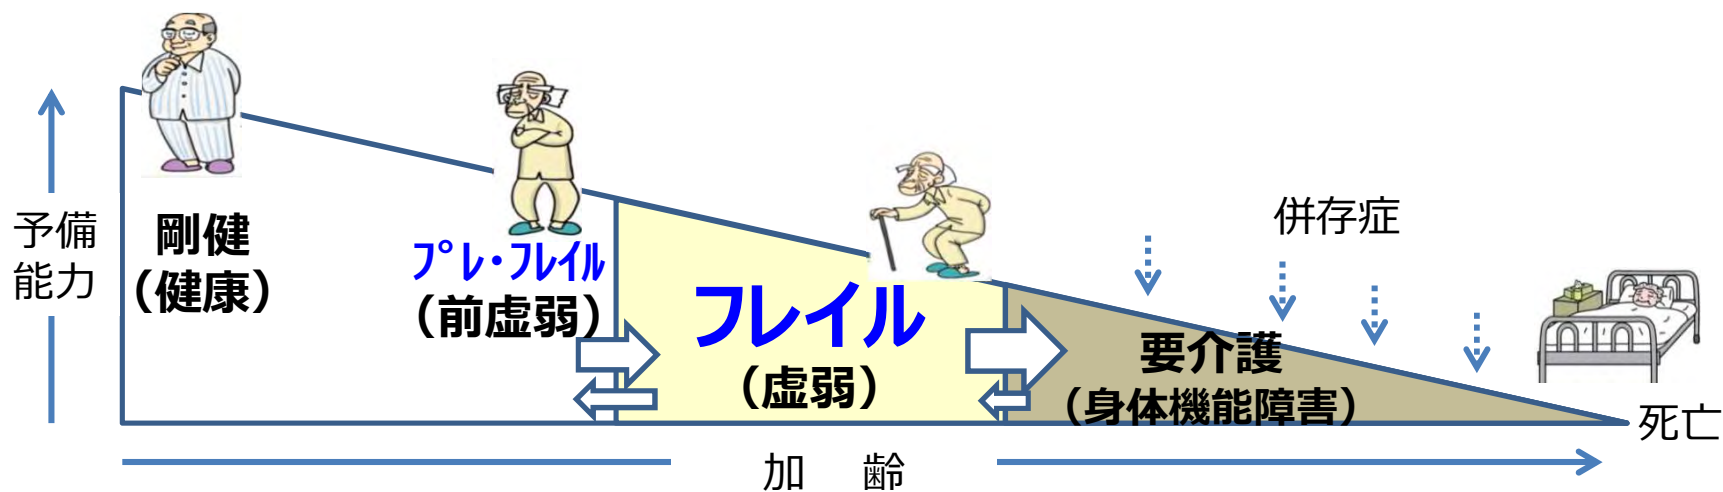 予備
能力
剛健
（健康）
プレ・フレイル
（前虚弱）
フレイル
（虚弱）
併存症
要介護
（身体機能障害）
死亡
加　齢